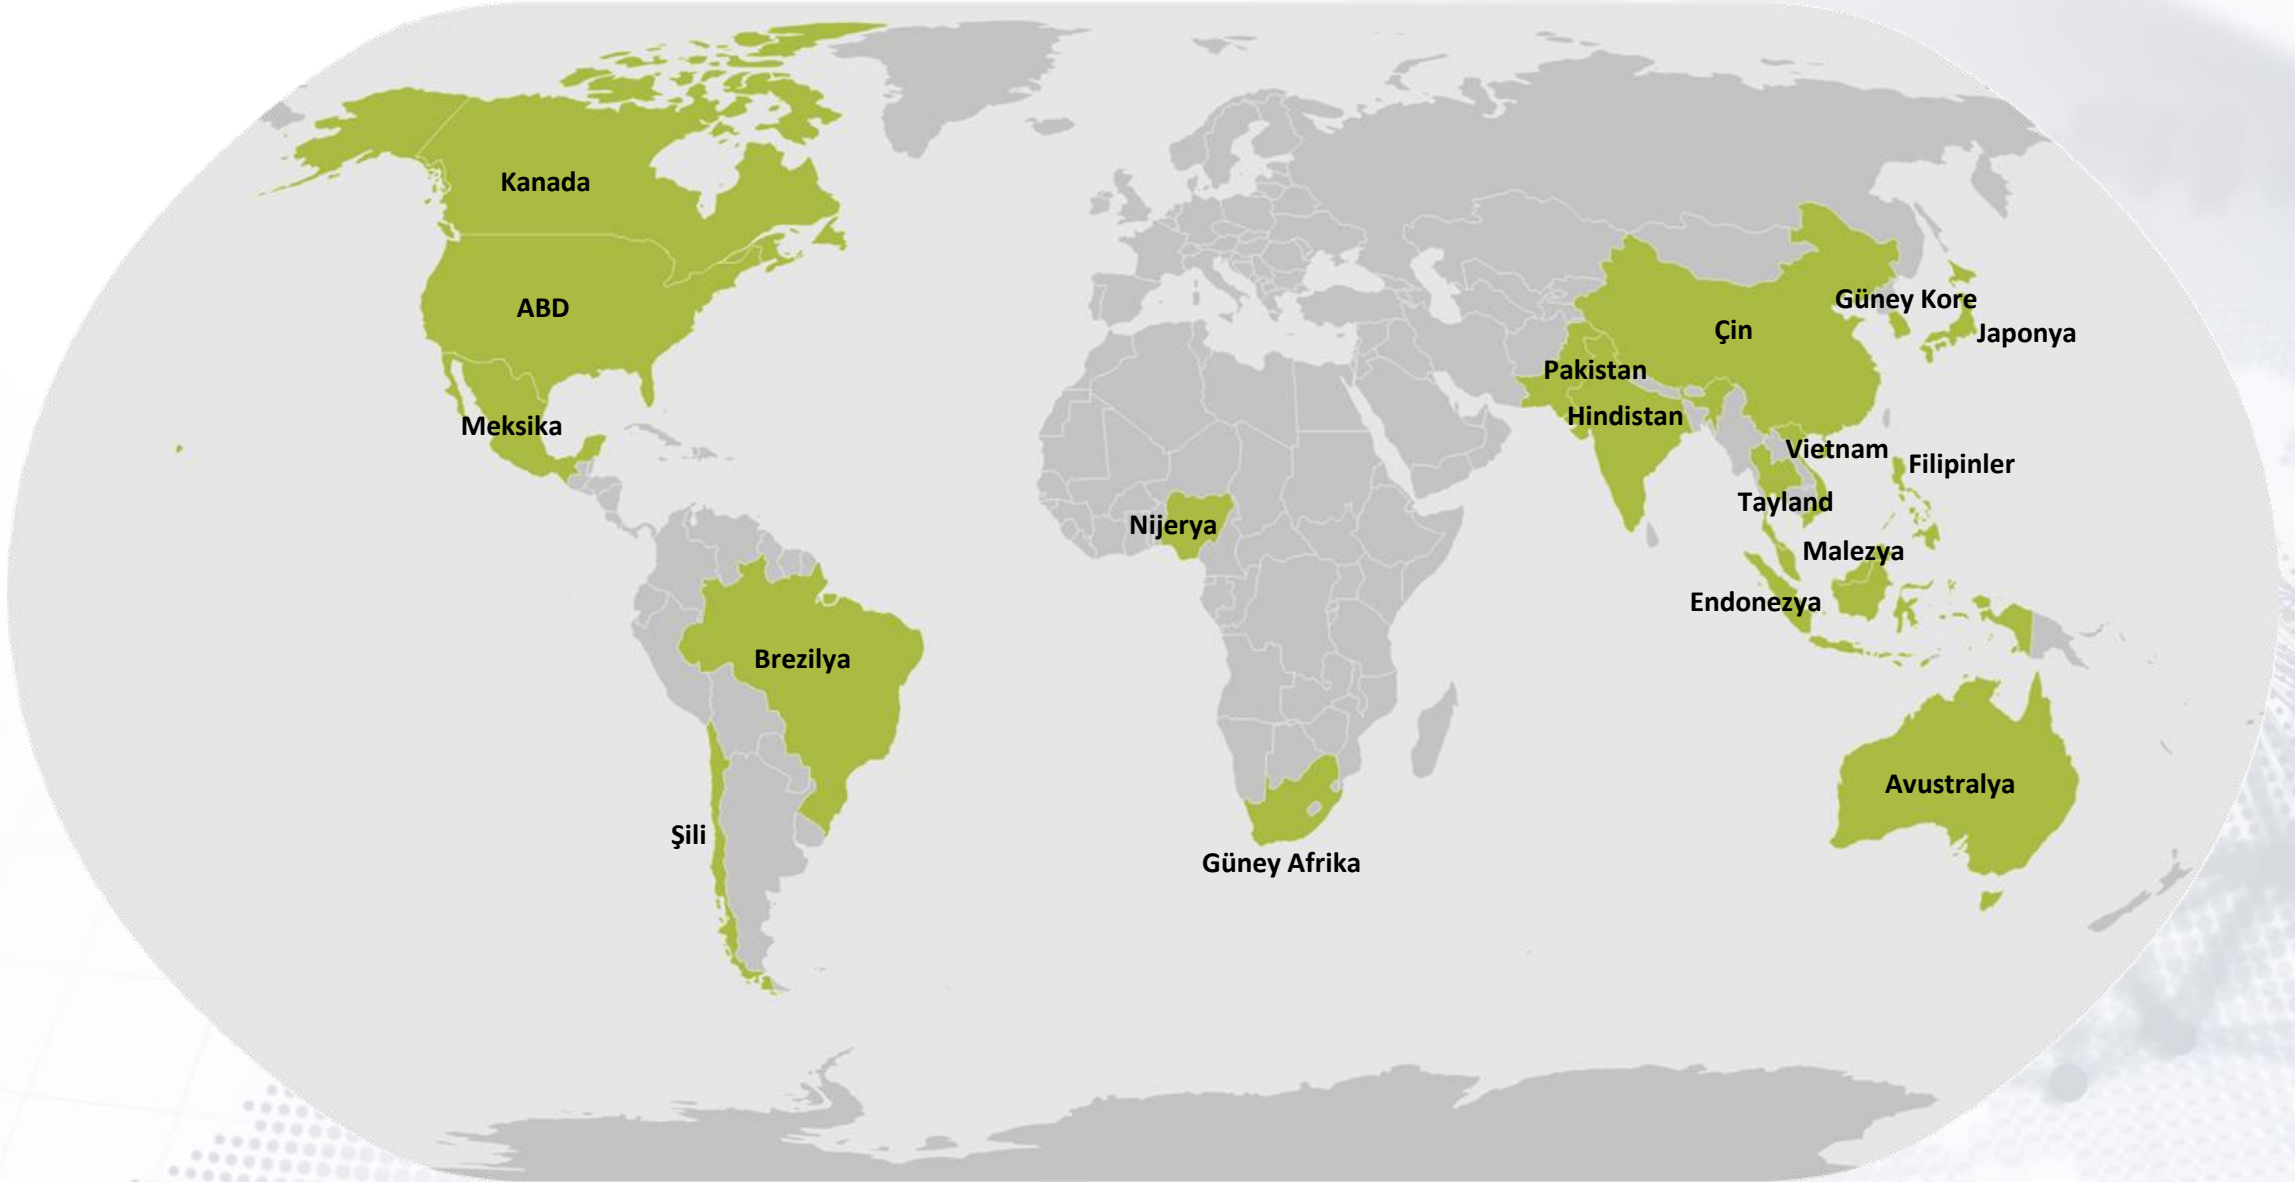 Kanada
ABD
Meksika
Brezilya
Şili
Nijerya
Güney Afrika
Güney Kore
Çin
Japonya
Pakistan
Hindistan
Vietnam
Filipinler
Tayland
Malezya
Endonezya
Avustralya